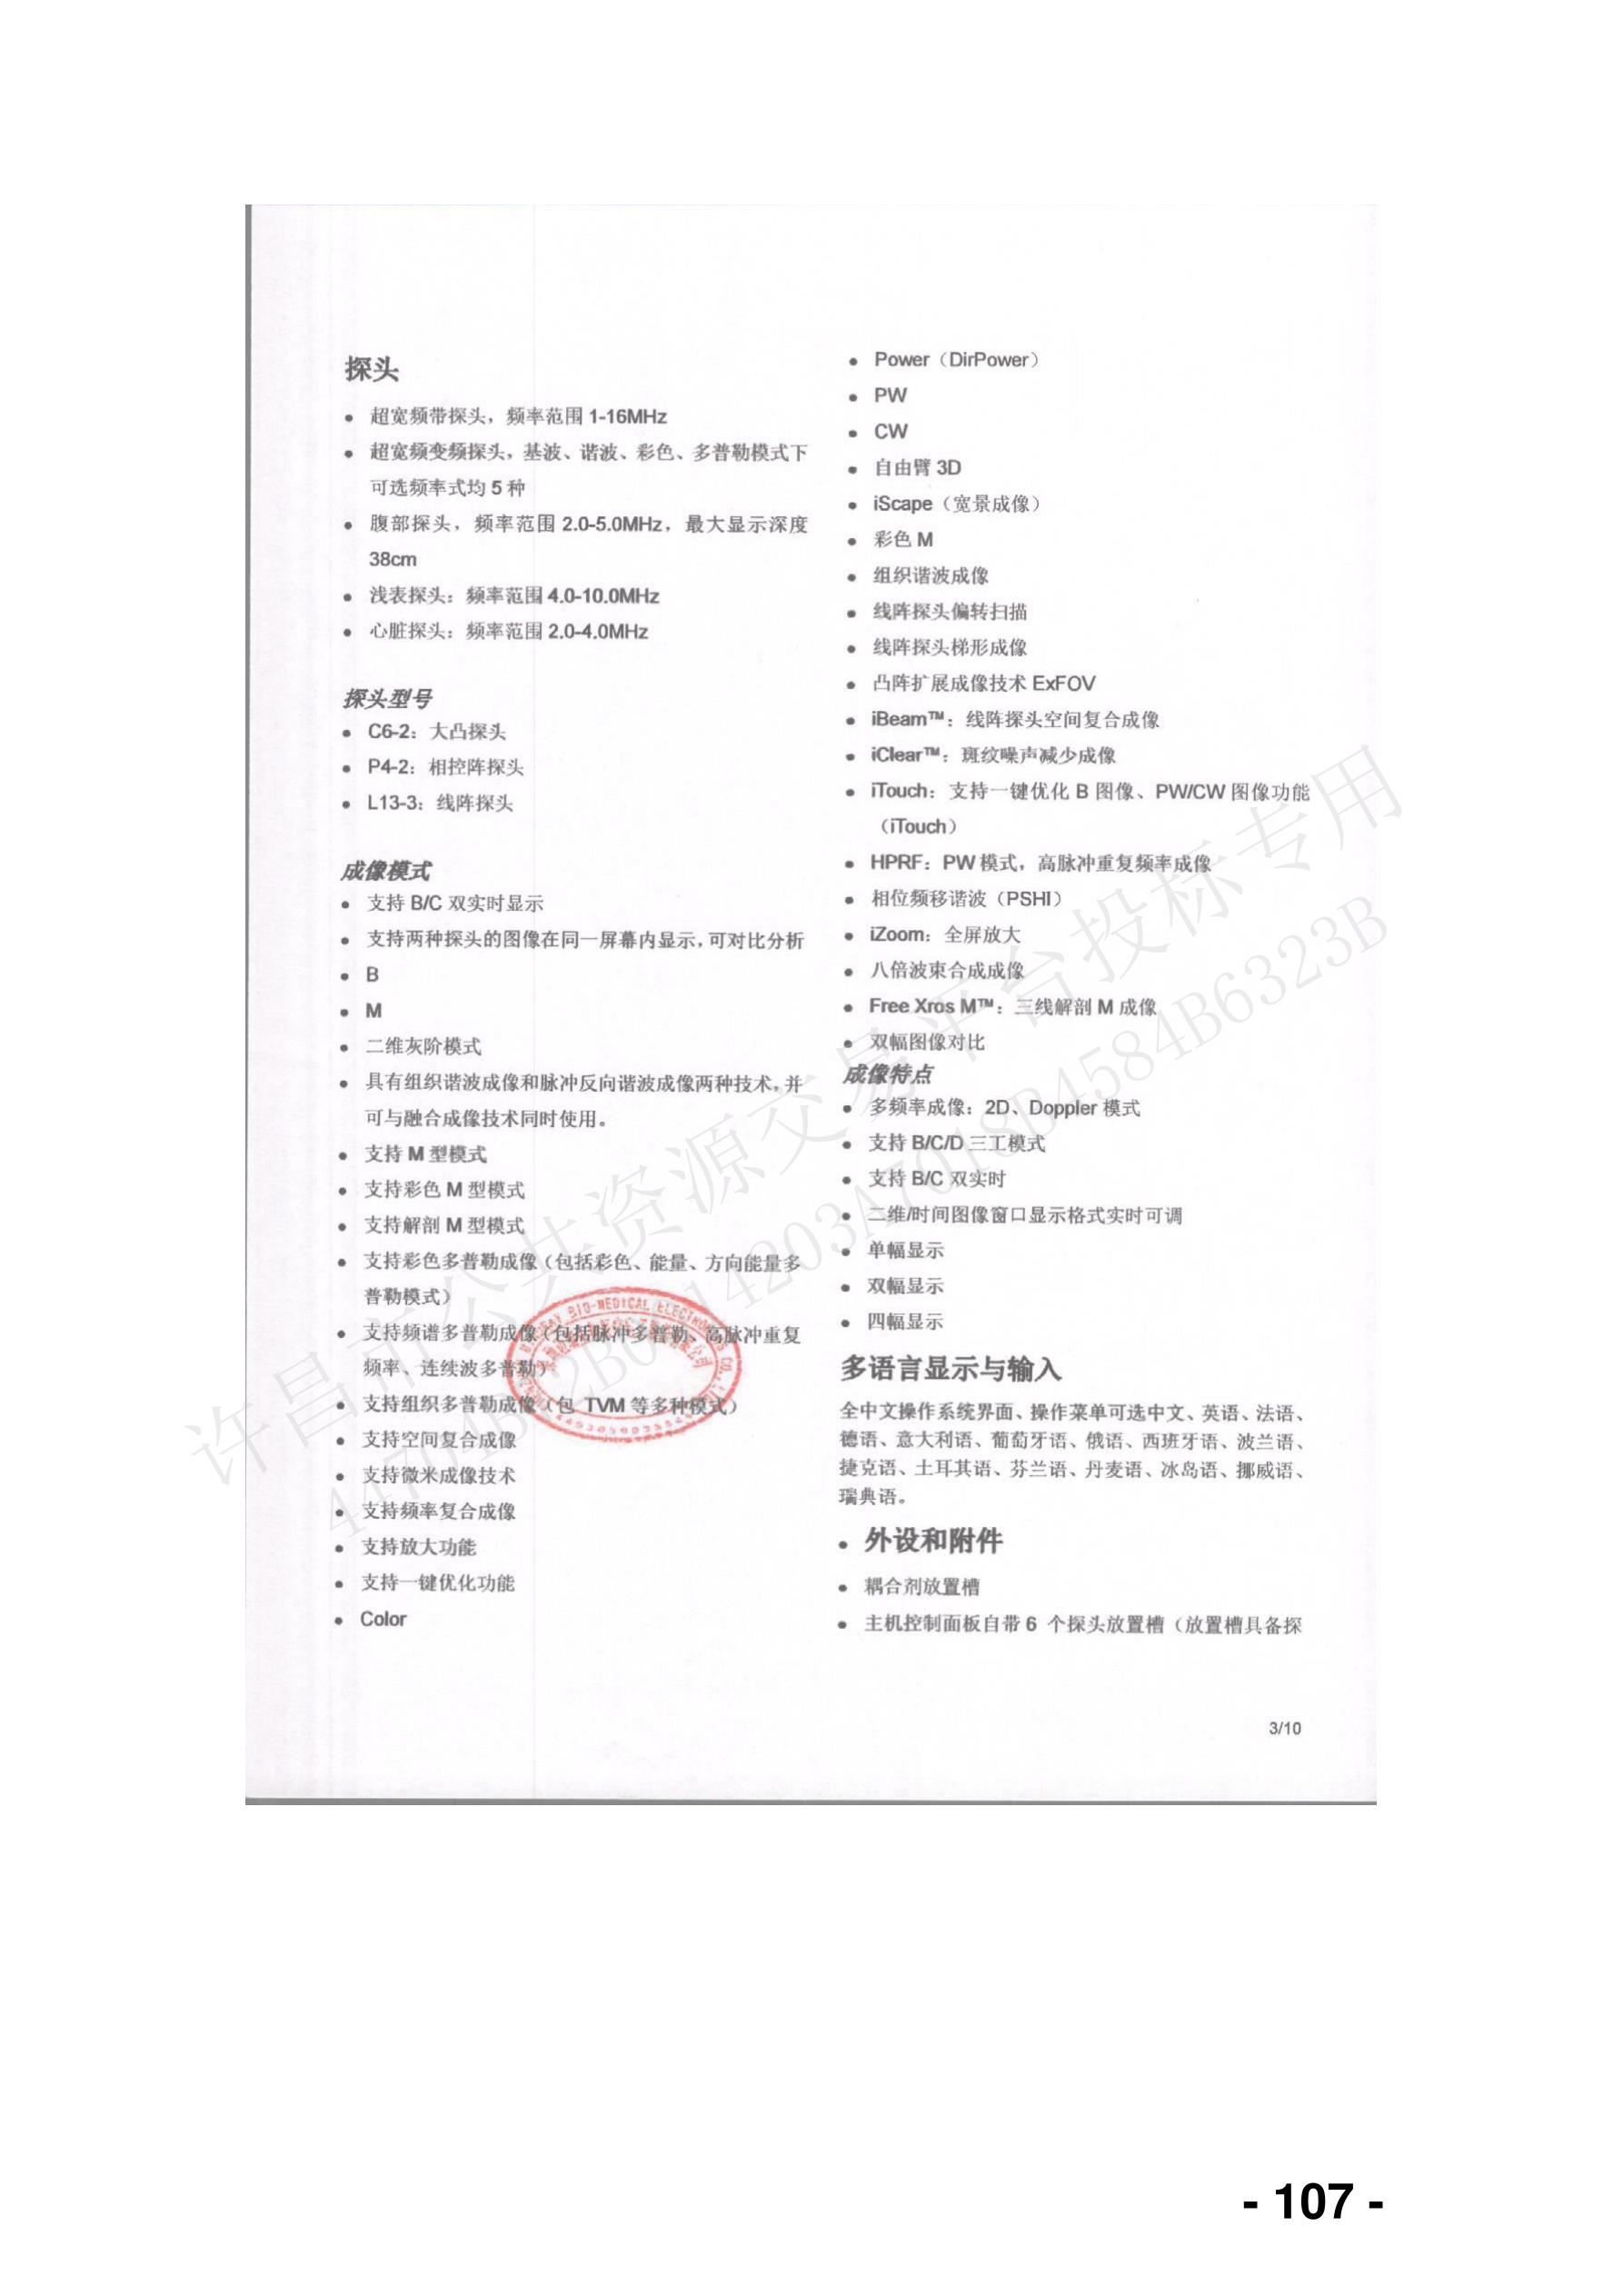 探头
● 超宽频带探头，频率范围 1-16MHz
● 超宽频变频探头，基波、谐波、彩色、多普勒模式下
可选频率式均 5 种
● 腹部探头，频率范围 2.0-5.0MHz，最大显示深度
38cm
● 浅表探头：频率范围 4.0-10.0MHz
● 心脏探头：频率范围 2.0-4.0MHz
探头型号
● C6-2：大凸探头
● P4-2：相控阵探头
● L13-3：线阵探头
成像模式
● 支持 B/C 双实时显示
● 支持两种探头的图像在同一屏幕内显示，可对比分析
● B
● M
● 二维灰阶模式
● 具有组织谐波成像和脉冲反向谐波成像两种技术，并
可与融合成像技术同时使用。
● 支持 M 型模式
● 支持彩色 M 型模式
● 支持解剖 M 型模式
● 支持彩色多普勒成像（包括彩色、能量、方向能量多
普勒模式）
● 支持频谱多普勒成像（包括脉冲多普勒、高脉冲重复
频率、连续波多普勒）
● 支持组织多普勒成像（包 TVM 等多种模式）
● 支持空间复合成像
● 支持微米成像技术
● 支持频率复合成像
● 支持放大功能
● 支持一键优化功能
● Color
● Power（DirPower）
● PW
● CW
● 自由臂 3D
● iScape（宽景成像）
● 彩色 M
● 组织谐波成像
● 线阵探头偏转扫描
● 线阵探头梯形成像
● 凸阵扩展成像技术 ExFOV
● iBeam™：线阵探头空间复合成像
● iClear™：斑纹噪声减少成像
● iTouch：支持一键优化 B 图像、PW/CW 图像功能
（iTouch）
● HPRF：PW 模式，高脉冲重复频率成像
● 相位频移谐波（PSHI）
● iZoom：全屏放大
● 八倍波束合成成像
● Free Xros M™：三线解剖 M 成像
● 双幅图像对比
成像特点
● 多频率成像：2D、Doppler 模式
● 支持 B/C/D 三工模式
● 支持 B/C 双实时
● 二维/时间图像窗口显示格式实时可调
● 单幅显示
● 双幅显示
● 四幅显示
多语言显示与输入
全中文操作系统界面、操作菜单可选中文、英语、法语、
德语、意大利语、葡萄牙语、俄语、西班牙语、波兰语、
捷克语、土耳其语、芬兰语、丹麦语、冰岛语、挪威语、
瑞典语。
● 外设和附件
● 耦合剂放置槽
● 主机控制面板自带 6 个探头放置槽（放置槽具备探
3/10
许昌市公共资源交易平台投标专用
BIO-MEDICAL ELECTRONICS CO.,
- 107 -